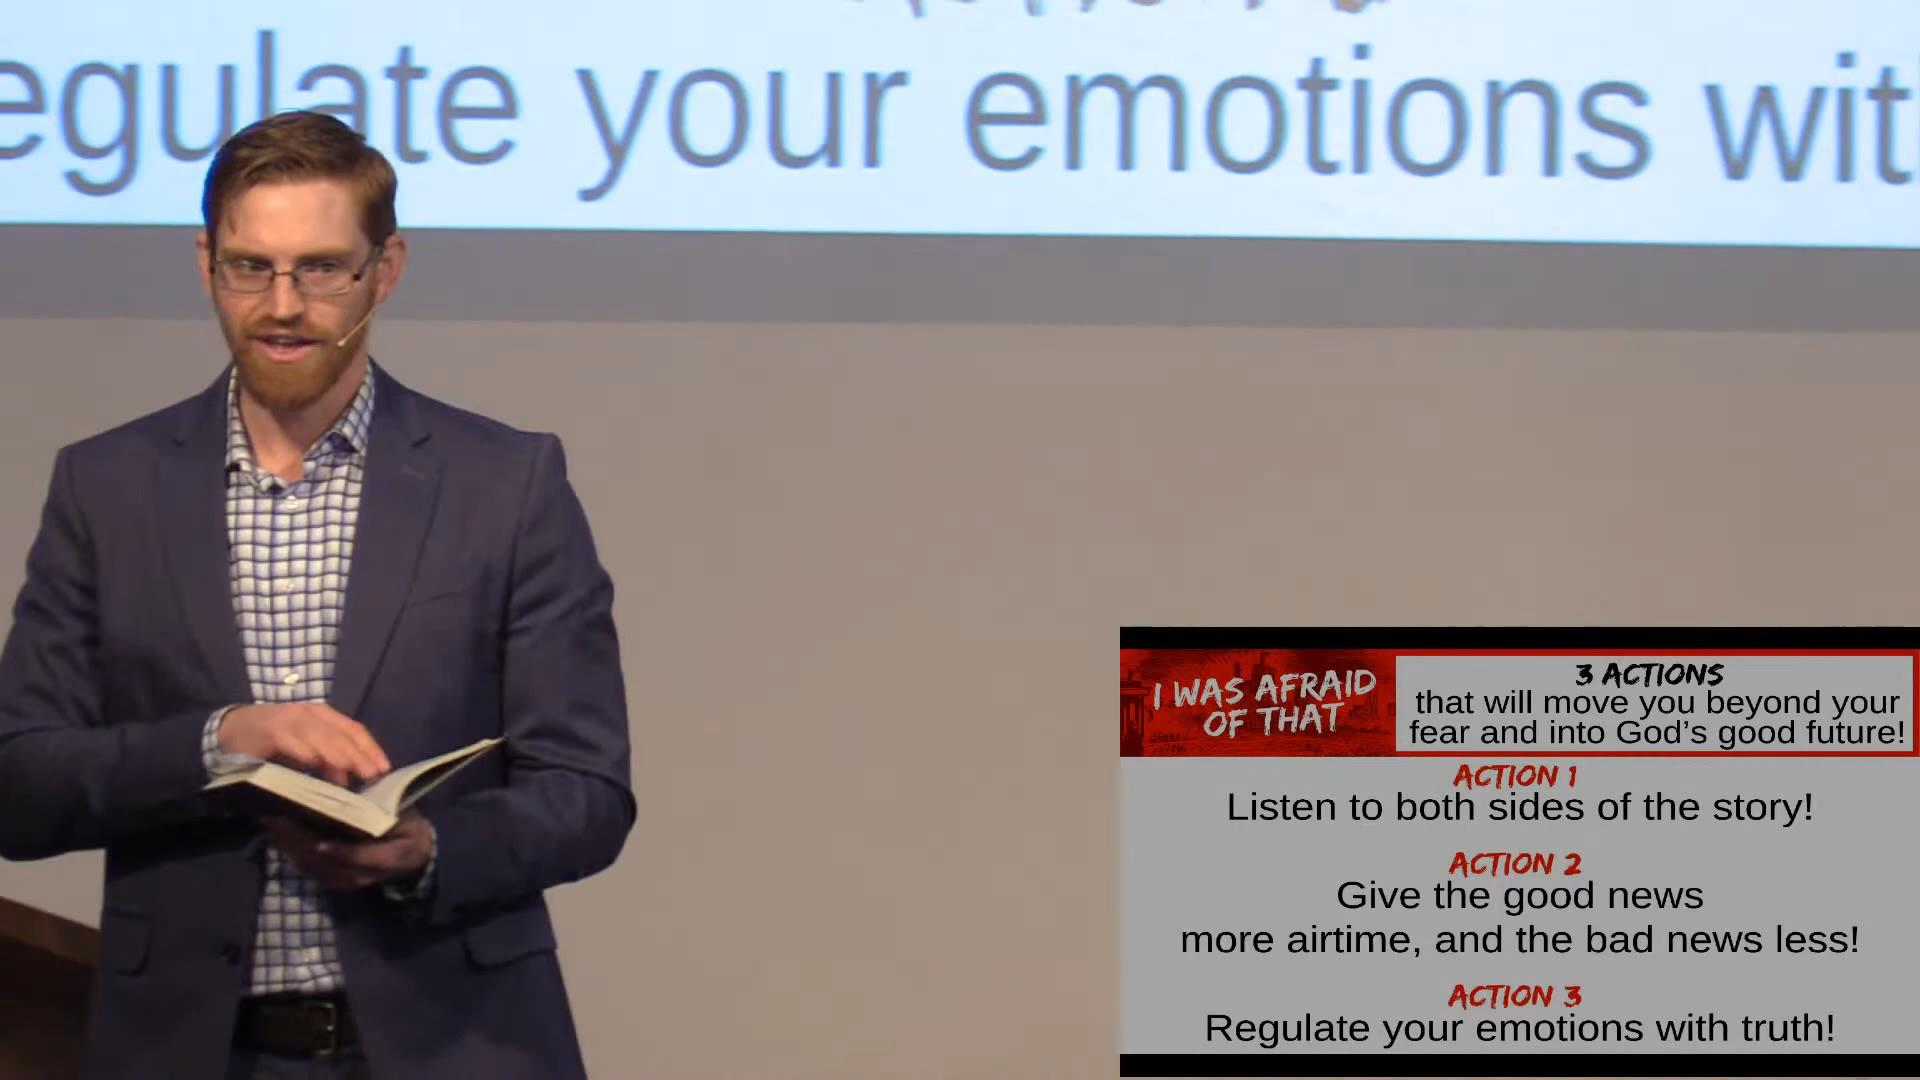 egulate your emotions wit
I WAS AFRAID
OF THAT
3 ACTIONS
that will move you beyond your
fear and into God’s good future!
ACTION 1
Listen to both sides of the story!
ACTION 2
Give the good news
more airtime, and the bad news less!
ACTION 3
Regulate your emotions with truth!